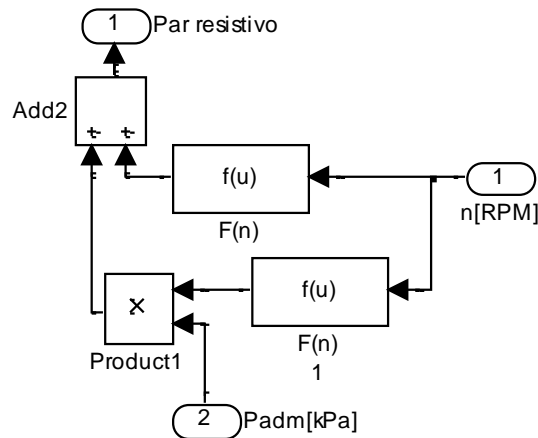 1 Par resistivo
Add2
+ +
f(u)
F(n)
1
n[RPM]
f(u)
F(n)
1
×
Product1
2 Padm[kPa]